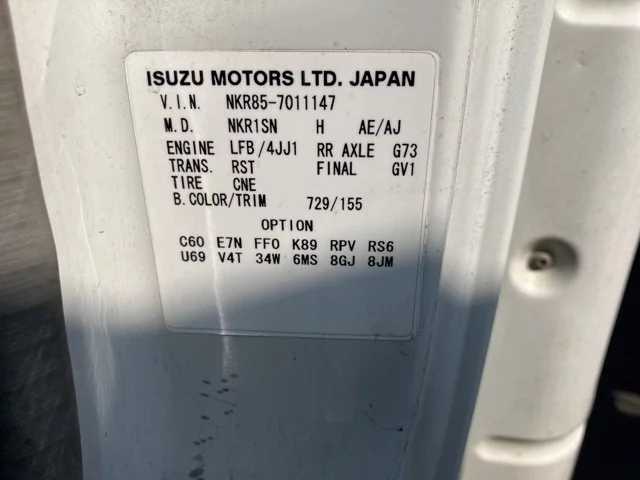 ISUZU MOTORS LTD. JAPAN
V.I.N. NKR85-7011147
M.D. NKR1SN H AE/AJ
ENGINE LFB/4JJ1 RR AXLE G73
TRANS. RST FINAL GV1
TIRE CNE
B.COLOR/TRIM 729/155
OPTION
C60 E7N FF0 K89 RPV RS6
U69 V4T 34W 6MS 8GJ 8JM